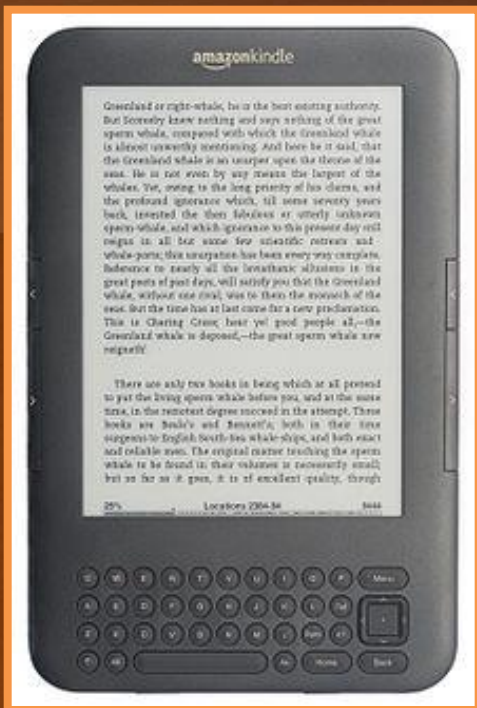 amazonkindle
Greenland or right-whale, he is the best existing authority.
But Scoresby knew nothing and says nothing of the great
sperm whale, compared with which the Greenland whale
is almost unworthy mentioning. And here be it said, that
the Greenland whale is an usurper upon the throne of the
seas. He is not even by any means the largest of the
whales. Yet, owing to the long priority of his claims, and
the profound ignorance which, till some seventy years
back, invested the then fabulous or utterly unknown
sperm-whale, and which ignorance to this present day still
reigns in all but some few scientific retreats and
whale-ports; this usurpation has been every way complete.
Reference to nearly all the leviathanic allusions in the
great poets of past days, will satisfy you that the Greenland
whale, without one rival, was to them the monarch of the
seas. But the time has at last come for a new proclamation.
This is Charing Cross; hear ye! good people all,—the
Greenland whale is deposed,—the great sperm whale now
reigneth!
There are only two books in being which at all pretend
to put the living sperm whale before you, and at the same
time, in the remotest degree succeed in the attempt. Those
books are Beale's and Bennett's; both in their time
surgeons to English South-Sea whale-ships, and both exact
and reliable men. The original matter touching the sperm
whale to be found in their volumes is necessarily small;
but so far as it goes, it is of excellent quality, though
25% Locations 2384-94
Q W E R T Y U I O P Menu
A S D F G H J K L Del
Z X C V B N M
Alt Aa Home Back